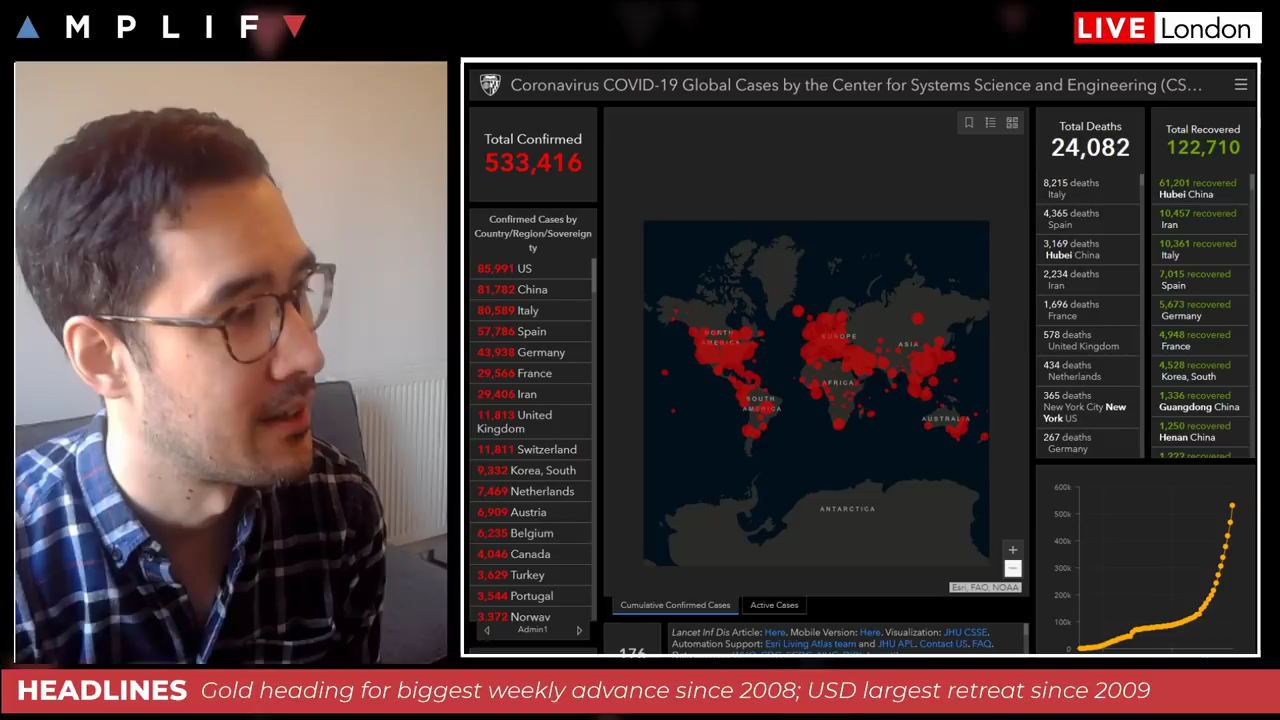 AMPLIFY
LIVE London
Coronavirus COVID-19 Global Cases by the Center for Systems Science and Engineering (CS...
Total Confirmed
533,416
Confirmed Cases by
Country/Region/Sovereign
ty
85,991 US
81,782 China
80,589 Italy
57,786 Spain
43,938 Germany
29,566 France
29,406 Iran
11,813 United
Kingdom
11,811 Switzerland
9,332 Korea, South
7,469 Netherlands
6,909 Austria
6,235 Belgium
4,046 Canada
3,629 Turkey
3,544 Portugal
3,372 Norway
Admin1
NORTH
AMERICA
EUROPE
ASIA
AFRICA
SOUTH
AMERICA
AUSTRALIA
ANTARCTICA
+
−
Esri, FAO, NOAA
Cumulative Confirmed Cases
Active Cases
176
Lancet Inf Dis Article: Here. Mobile Version: Here. Visualization: JHU CSSE.
Automation Support: Esri Living Atlas team and JHU APL. Contact US. FAQ.
Total Deaths
24,082
8,215 deaths
Italy
4,365 deaths
Spain
3,169 deaths
Hubei China
2,234 deaths
Iran
1,696 deaths
France
578 deaths
United Kingdom
434 deaths
Netherlands
365 deaths
New York City New
York US
267 deaths
Germany
Total Recovered
122,710
61,201 recovered
Hubei China
10,457 recovered
Iran
10,361 recovered
Italy
7,015 recovered
Spain
5,673 recovered
Germany
4,948 recovered
France
4,528 recovered
Korea, South
1,336 recovered
Guangdong China
1,250 recovered
Henan China
1,222 recovered
600k
500k
400k
300k
200k
100k
0
HEADLINES Gold heading for biggest weekly advance since 2008; USD largest retreat since 2009